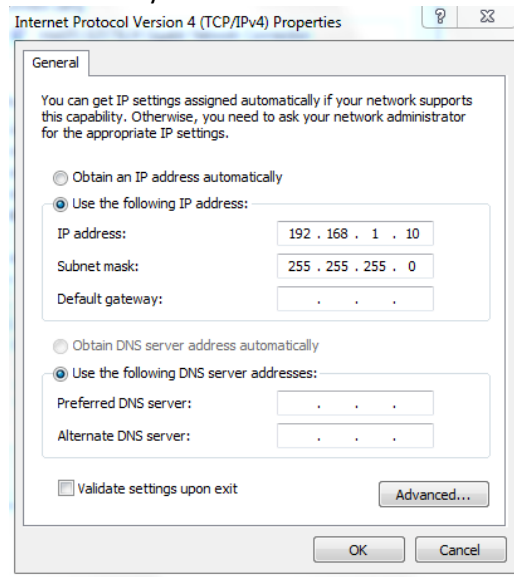 Internet Protocol Version 4 (TCP/IPv4) Properties
General
You can get IP settings assigned automatically if your network supports
this capability. Otherwise, you need to ask your network administrator
for the appropriate IP settings.
Obtain an IP address automatically
Use the following IP address:
IP address: 192 . 168 . 1 . 10
Subnet mask: 255 . 255 . 255 . 0
Default gateway: . . .
Obtain DNS server address automatically
Use the following DNS server addresses:
Preferred DNS server: . . .
Alternate DNS server: . . .
Validate settings upon exit
Advanced...
OK Cancel